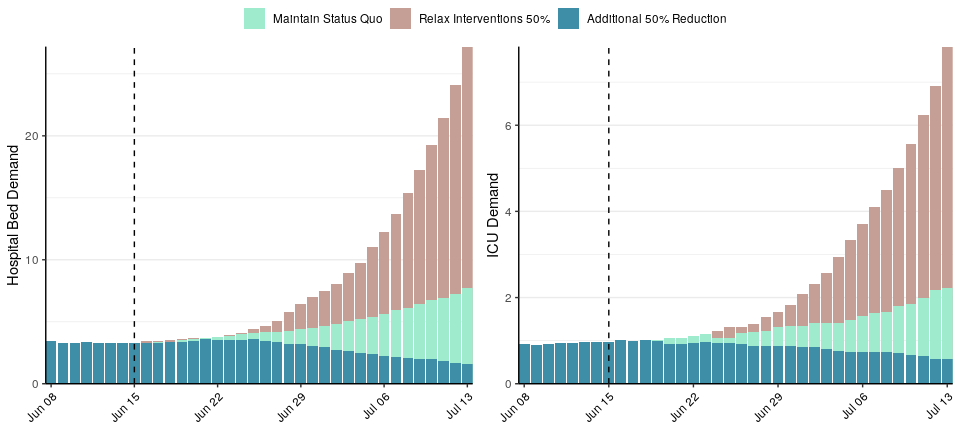 Maintain Status Quo Relax Interventions 50% Additional 50% Reduction
Hospital Bed Demand
20
10
0
Jun 08 Jun 15 Jun 22 Jun 29 Jul 06 Jul 13
ICU Demand
6
4
2
0
Jun 08 Jun 15 Jun 22 Jun 29 Jul 06 Jul 13